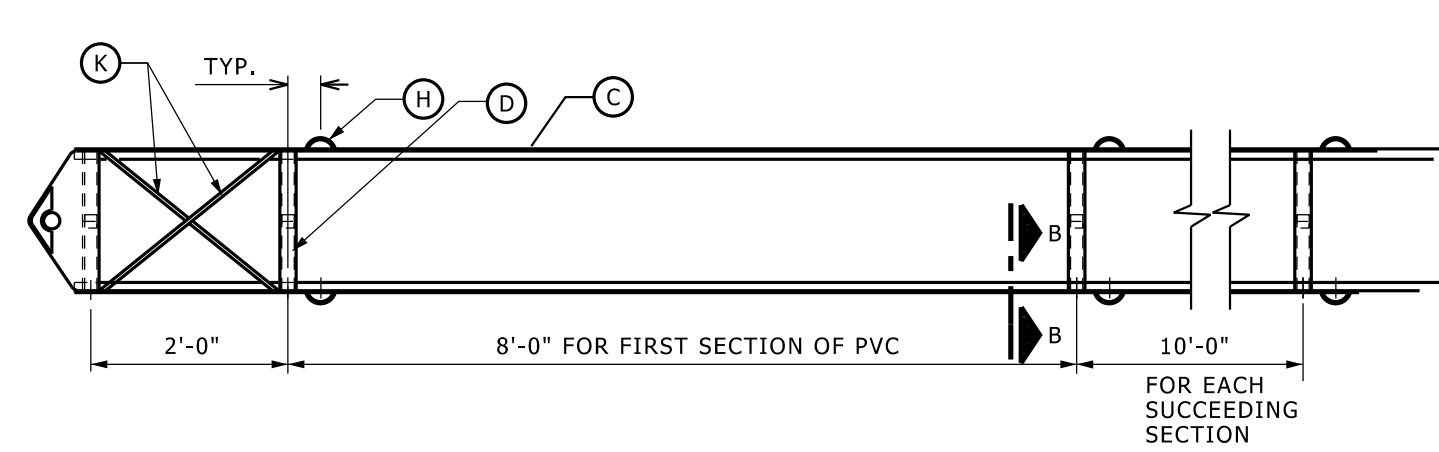 K
TYP.
H
D
C
B
B
2'-0"
8'-0" FOR FIRST SECTION OF PVC
10'-0"
FOR EACH
SUCCEEDING
SECTION